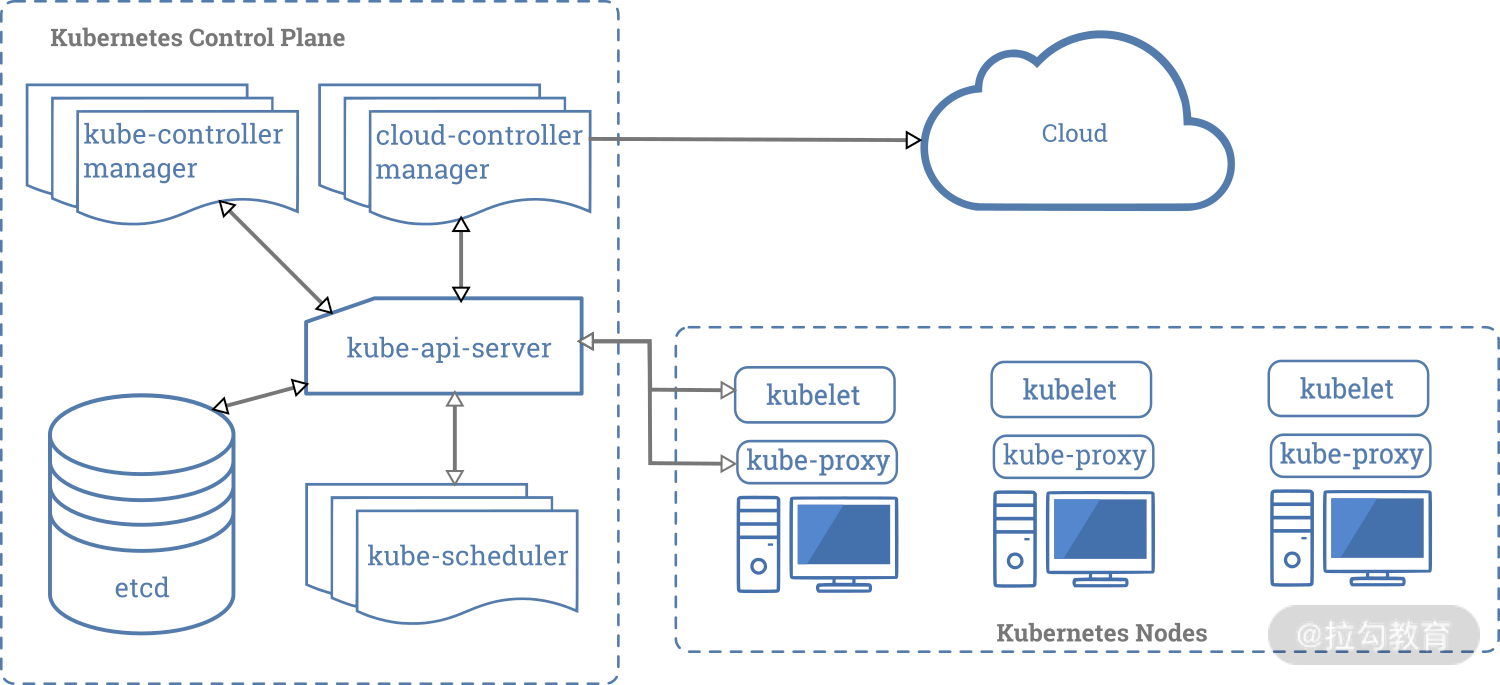 Kubernetes Control Plane
kube-controller
manager
cloud-controller
manager
Cloud
kube-api-server
etcd
kube-scheduler
kubelet
kubelet
kubelet
kube-proxy
kube-proxy
kube-proxy
Kubernetes Nodes
@拉勾教育